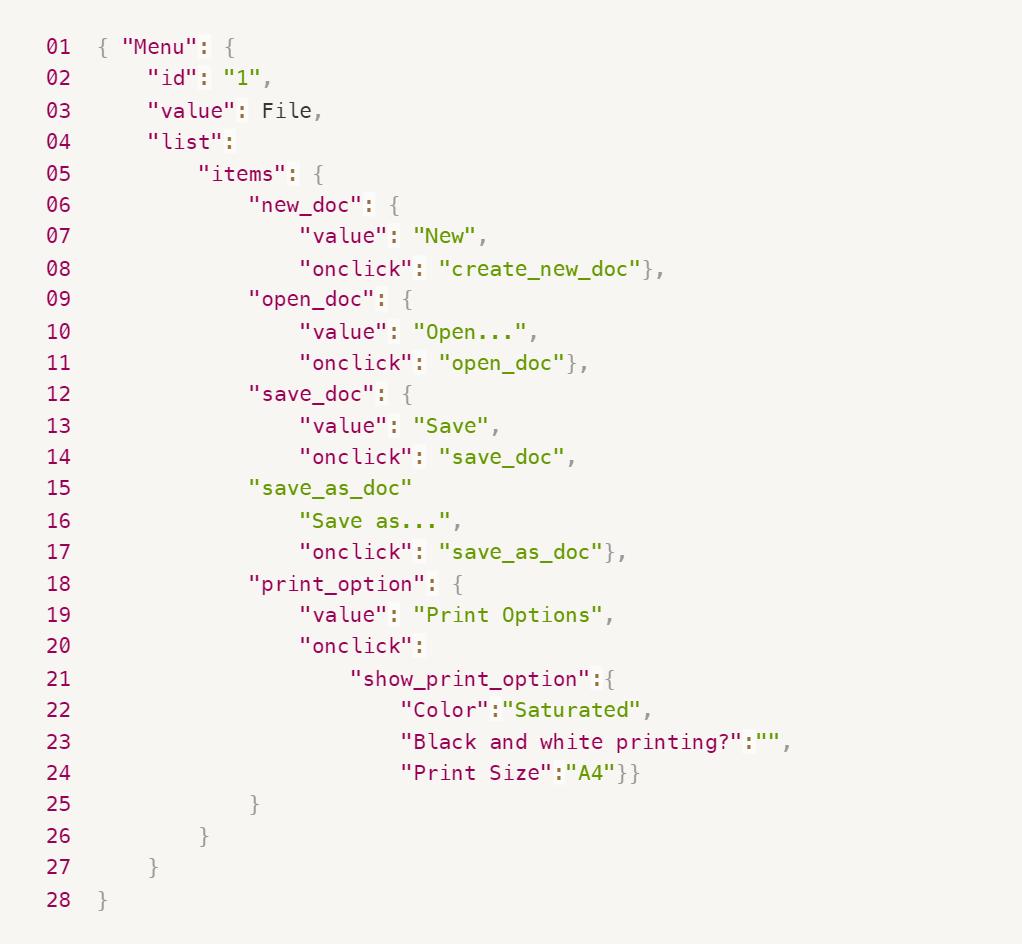 01 { "Menu": {
02     "id": "1",
03     "value": File,
04     "list":
05         "items": {
06             "new_doc": {
07                 "value": "New",
08                 "onclick": "create_new_doc"},
09             "open_doc": {
10                 "value": "Open...",
11                 "onclick": "open_doc"},
12             "save_doc": {
13                 "value": "Save",
14                 "onclick": "save_doc",
15             "save_as_doc"
16                 "Save as...",
17                 "onclick": "save_as_doc"},
18             "print_option": {
19                 "value": "Print Options",
20                 "onclick":
21                     "show_print_option":{
22                         "Color":"Saturated",
23                         "Black and white printing?":"",
24                         "Print Size":"A4"}}
25             }
26         }
27     }
28 }